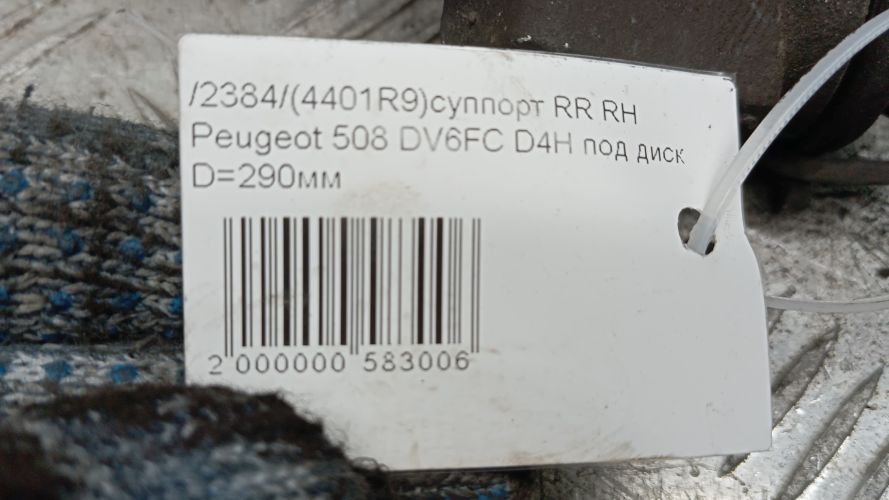 /2384/(4401R9)суппорт RR RH
Peugeot 508 DV6FC D4H под диск
D=290мм
2 000000 583006